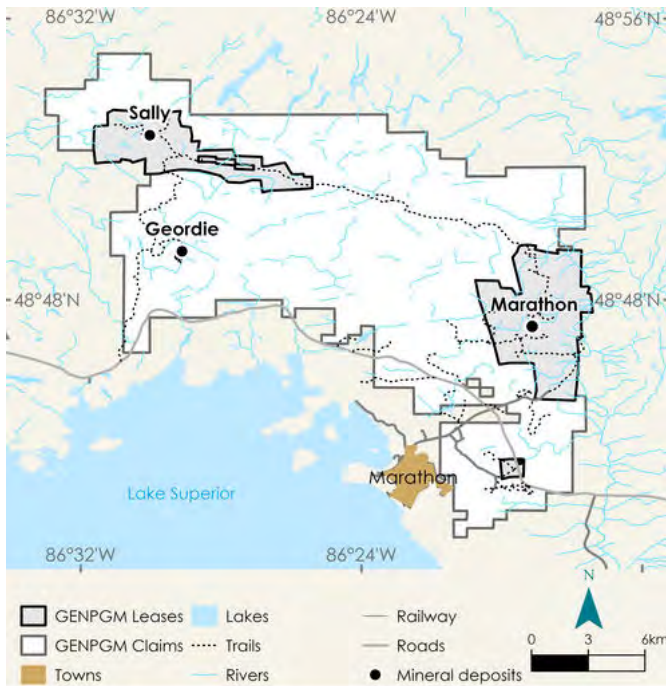 86°32'W 86°24'W 48°56'N
Sally
Geordie
48°48'N 48°48'N
Marathon
Marathon
Lake Superior
86°32'W 86°24'W
N
GENPGM Leases Lakes Railway
GENPGM Claims Trails Roads
Towns Rivers Mineral deposits
0 3 6km